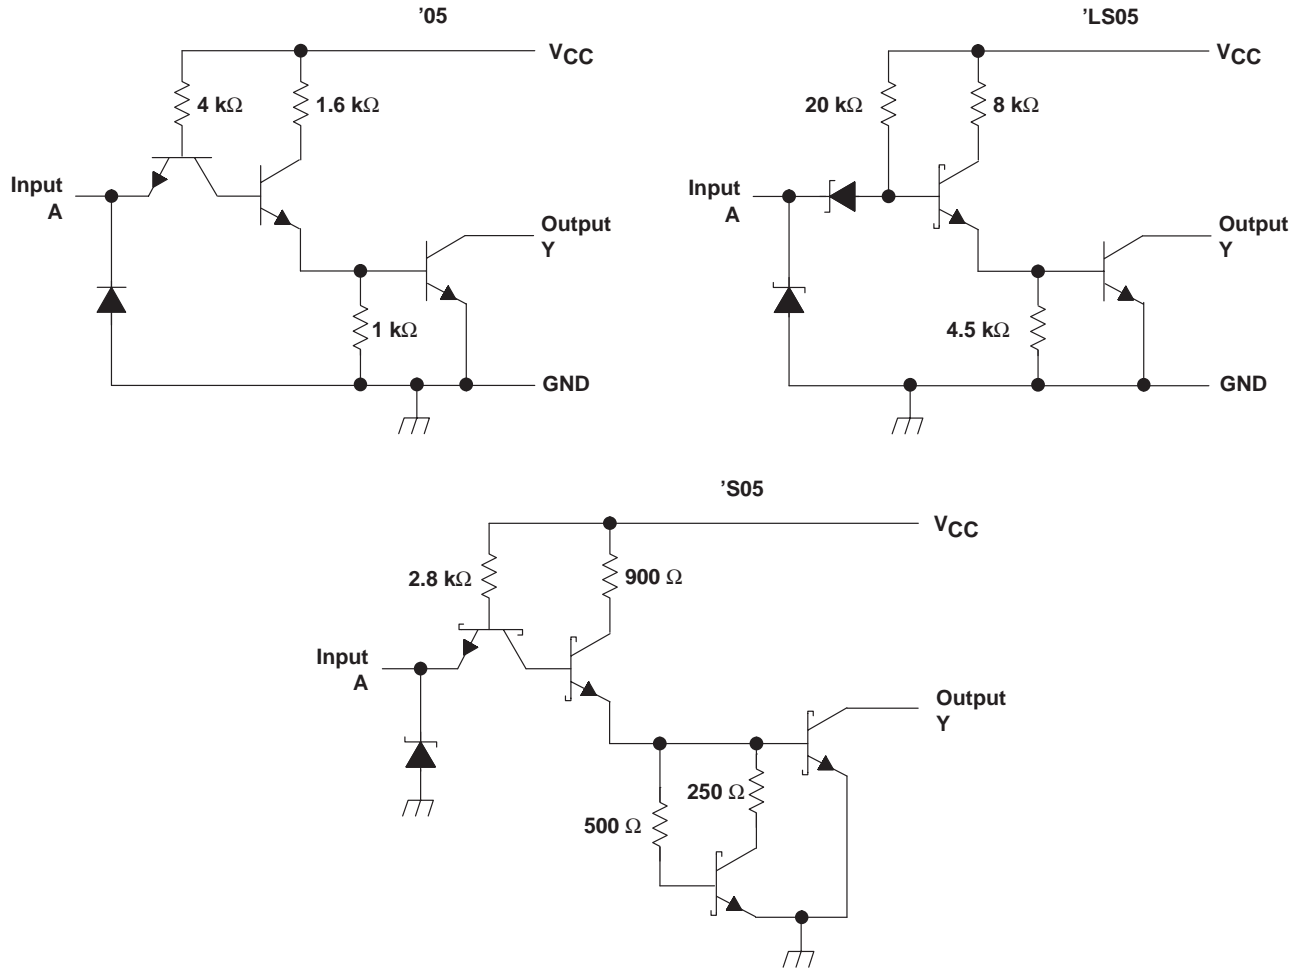 ’05
VCC
4 kΩ
1.6 kΩ
Input
A
Output
Y
1 kΩ
GND
’LS05
VCC
20 kΩ
8 kΩ
Input
A
Output
Y
4.5 kΩ
GND
’S05
VCC
2.8 kΩ
900 Ω
Input
A
Output
Y
250 Ω
500 Ω